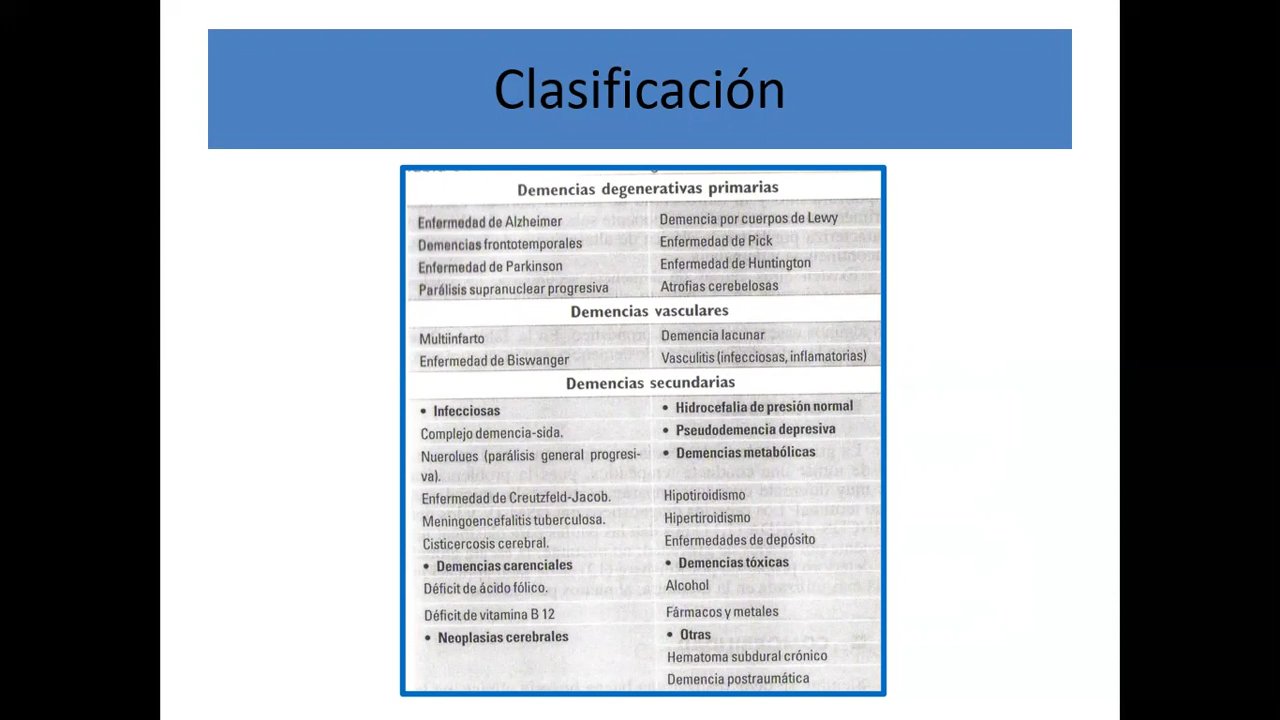 Clasificación
Demencias degenerativas primarias
Enfermedad de Alzheimer
Demencia por cuerpos de Lewy
Demencias frontotemporales
Enfermedad de Pick
Enfermedad de Parkinson
Enfermedad de Huntington
Parálisis supranuclear progresiva
Atrofias cerebelosas
Demencias vasculares
Multiinfarto
Demencia lacunar
Enfermedad de Biswanger
Vasculitis (infecciosas, inflamatorias)
Demencias secundarias
• Infecciosas
Complejo demencia-sida.
Nuerolues (parálisis general progresi-
va).
Enfermedad de Creutzfeld-Jacob.
Meningoencefalitis tuberculosa.
Cisticercosis cerebral.
• Demencias carenciales
Déficit de ácido fólico.
Déficit de vitamina B 12
• Neoplasias cerebrales
• Hidrocefalia de presión normal
• Pseudodemencia depresiva
• Demencias metabólicas
Hipotiroidismo
Hipertiroidismo
Enfermedades de depósito
• Demencias tóxicas
Alcohol
Fármacos y metales
• Otras
Hematoma subdural crónico
Demencia postraumática